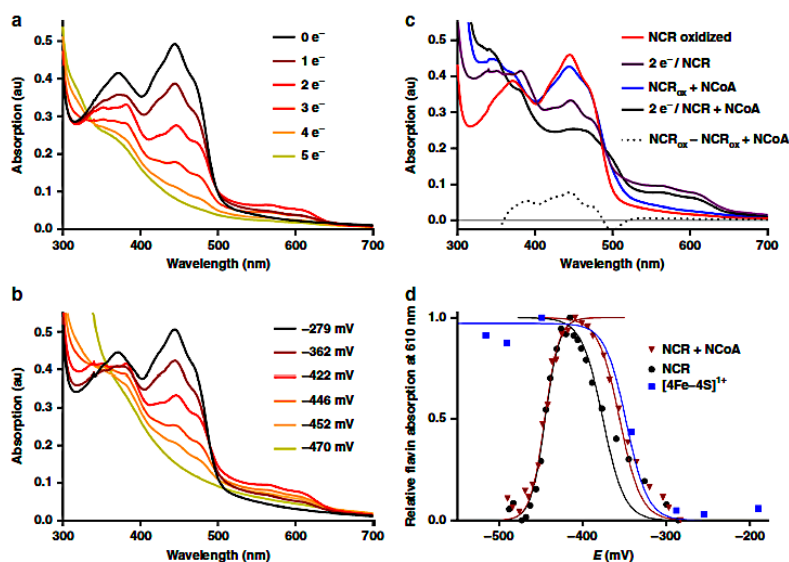 a
0.5
0.4
0.3
0.2
0.1
0.0
Absorption (au)
300 400 500 600 700
Wavelength (nm)
0 e⁻
1 e⁻
2 e⁻
3 e⁻
4 e⁻
5 e⁻
c
0.5
0.4
0.3
0.2
0.1
0.0
Absorption (au)
300 400 500 600 700
Wavelength (nm)
NCR oxidized
2 e⁻/ NCR
NCRox + NCoA
2 e⁻/ NCR + NCoA
NCRox – NCRox + NCoA
b
0.4
0.3
0.2
0.1
0.0
0.5
Absorption (au)
300 400 500 600 700
Wavelength (nm)
–279 mV
–362 mV
–422 mV
–446 mV
–452 mV
–470 mV
d
1.0
0.5
0.0
Relative flavin absorption at 610 nm
–500 –400 –300 –200
E (mV)
NCR + NCoA
NCR
[4Fe–4S]¹⁺